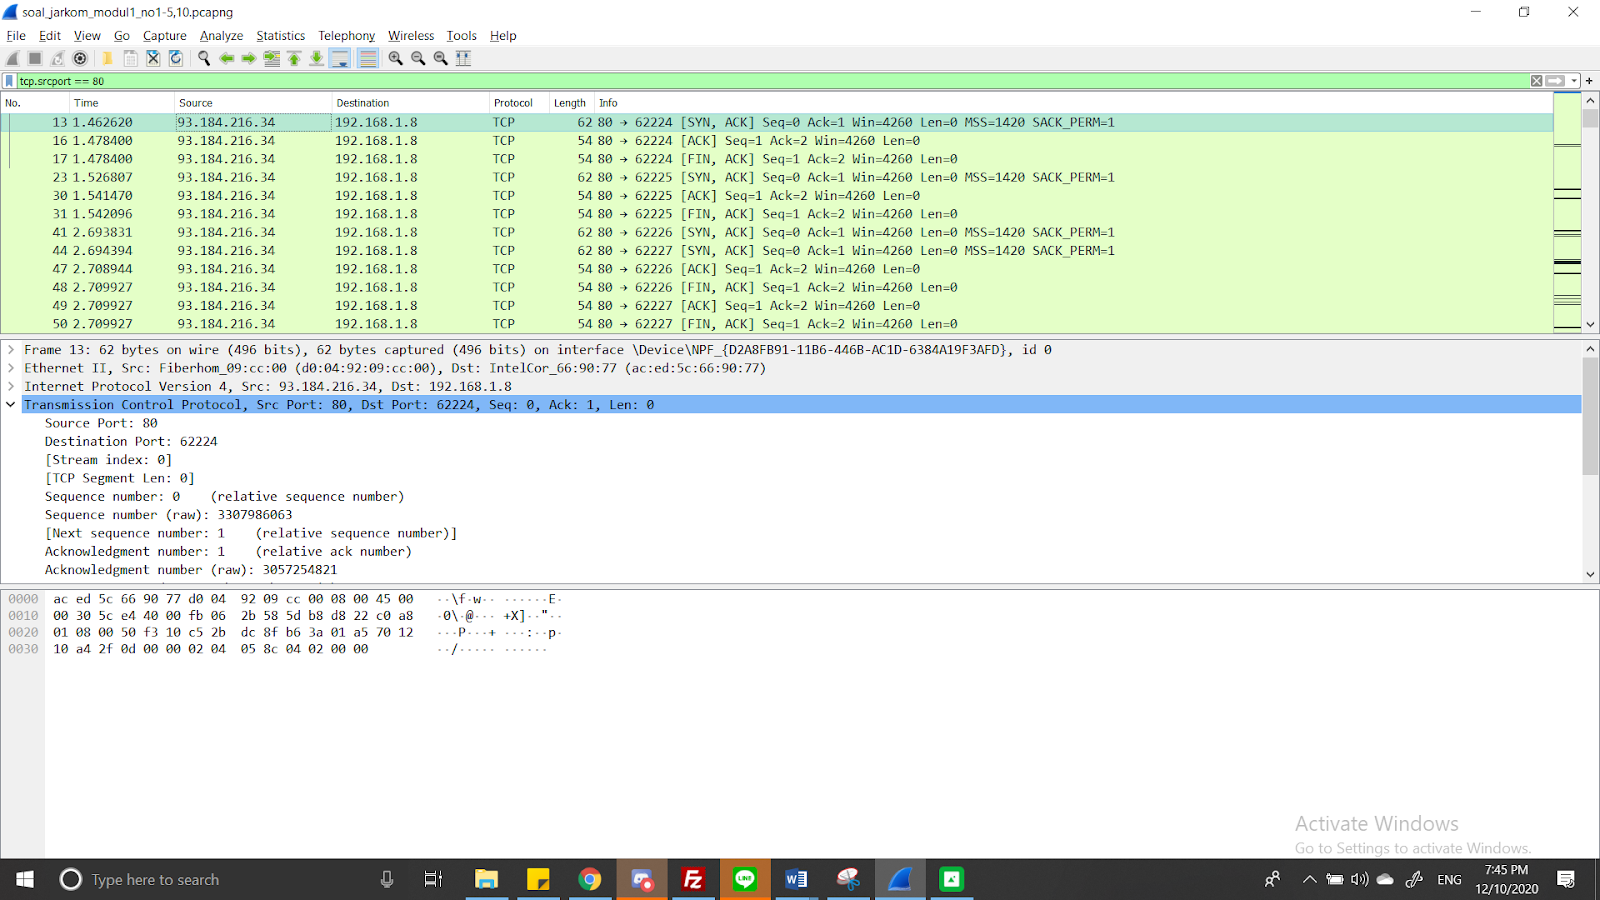 soal_jarkom_modul1_no1-5,10.pcapng
File Edit View Go Capture Analyze Statistics Telephony Wireless Tools Help
tcp.srcport == 80
No. Time Source Destination Protocol Length Info
13 1.462620 93.184.216.34 192.168.1.8 TCP 62 80 → 62224 [SYN, ACK] Seq=0 Ack=1 Win=4260 Len=0 MSS=1420 SACK_PERM=1
16 1.478400 93.184.216.34 192.168.1.8 TCP 54 80 → 62224 [ACK] Seq=1 Ack=2 Win=4260 Len=0
17 1.478400 93.184.216.34 192.168.1.8 TCP 54 80 → 62224 [FIN, ACK] Seq=1 Ack=2 Win=4260 Len=0
23 1.526807 93.184.216.34 192.168.1.8 TCP 62 80 → 62225 [SYN, ACK] Seq=0 Ack=1 Win=4260 Len=0 MSS=1420 SACK_PERM=1
30 1.541470 93.184.216.34 192.168.1.8 TCP 54 80 → 62225 [ACK] Seq=1 Ack=2 Win=4260 Len=0
31 1.542096 93.184.216.34 192.168.1.8 TCP 54 80 → 62225 [FIN, ACK] Seq=1 Ack=2 Win=4260 Len=0
41 2.693831 93.184.216.34 192.168.1.8 TCP 62 80 → 62226 [SYN, ACK] Seq=0 Ack=1 Win=4260 Len=0 MSS=1420 SACK_PERM=1
44 2.694394 93.184.216.34 192.168.1.8 TCP 62 80 → 62227 [SYN, ACK] Seq=0 Ack=1 Win=4260 Len=0 MSS=1420 SACK_PERM=1
47 2.708944 93.184.216.34 192.168.1.8 TCP 54 80 → 62226 [ACK] Seq=1 Ack=2 Win=4260 Len=0
48 2.709927 93.184.216.34 192.168.1.8 TCP 54 80 → 62226 [FIN, ACK] Seq=1 Ack=2 Win=4260 Len=0
49 2.709927 93.184.216.34 192.168.1.8 TCP 54 80 → 62227 [ACK] Seq=1 Ack=2 Win=4260 Len=0
50 2.709927 93.184.216.34 192.168.1.8 TCP 54 80 → 62227 [FIN, ACK] Seq=1 Ack=2 Win=4260 Len=0
Frame 13: 62 bytes on wire (496 bits), 62 bytes captured (496 bits) on interface \Device\NPF_{D2A8FB91-11B6-446B-AC1D-6384A19F3AFD}, id 0
Ethernet II, Src: Fiberhom_09:cc:00 (d0:04:92:09:cc:00), Dst: IntelCor_66:90:77 (ac:ed:5c:66:90:77)
Internet Protocol Version 4, Src: 93.184.216.34, Dst: 192.168.1.8
Transmission Control Protocol, Src Port: 80, Dst Port: 62224, Seq: 0, Ack: 1, Len: 0
Source Port: 80
Destination Port: 62224
[Stream index: 0]
[TCP Segment Len: 0]
Sequence number: 0 (relative sequence number)
Sequence number (raw): 3307986063
[Next sequence number: 1 (relative sequence number)]
Acknowledgment number: 1 (relative ack number)
Acknowledgment number (raw): 3057254821
0000 ac ed 5c 66 90 77 d0 04 92 09 cc 00 08 00 45 00 ··\f·w·· ······E·
0010 00 30 5c e4 40 00 fb 06 2b 58 5d b8 d8 22 c0 a8 ·0\·@··· +X]··"··
0020 01 08 00 50 f3 10 c5 2b dc 8f b6 3a 01 a5 70 12 ···P···+ ···:··p·
0030 10 a4 2f 0d 00 00 02 04 05 8c 04 02 00 00 ··/····· ······
Activate Windows
Go to Settings to activate Windows.
Type here to search
ENG
7:45 PM
12/10/2020